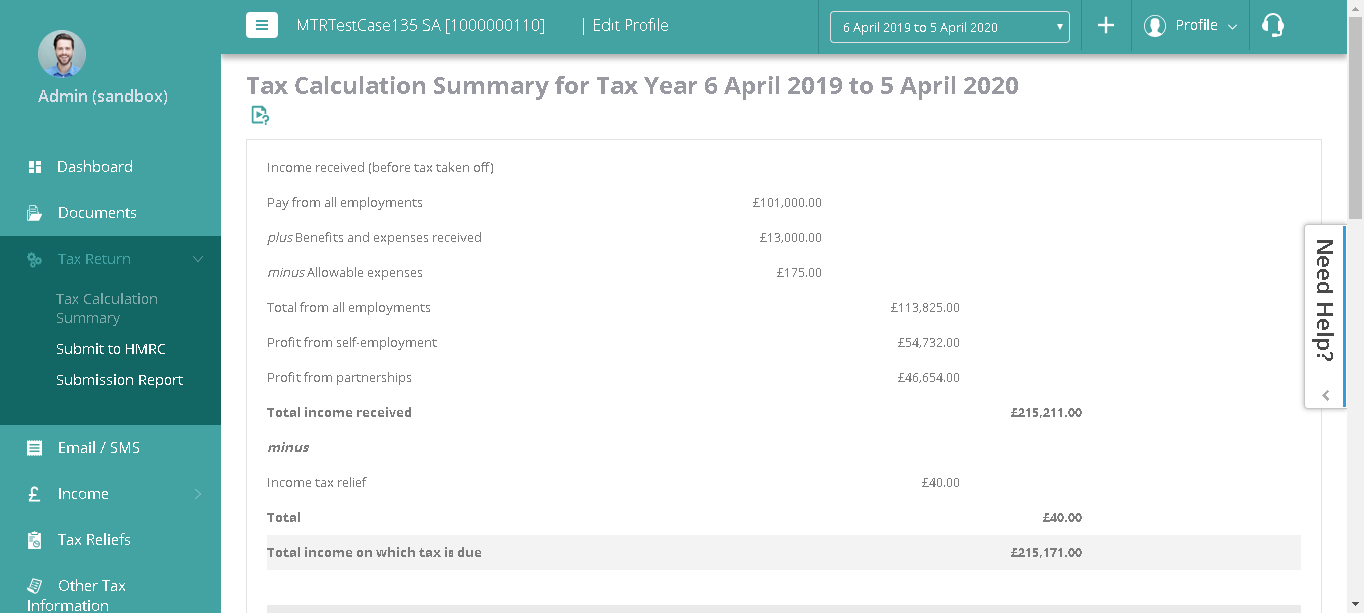 MTRTestCase135 SA [1000000110] | Edit Profile
6 April 2019 to 5 April 2020
Profile
Admin (sandbox)
Dashboard
Documents
Tax Return
Tax Calculation
Summary
Submit to HMRC
Submission Report
Email / SMS
Income
Tax Reliefs
Other Tax
Information
Tax Calculation Summary for Tax Year 6 April 2019 to 5 April 2020
Income received (before tax taken off)
Pay from all employments £101,000.00
plus Benefits and expenses received £13,000.00
minus Allowable expenses £175.00
Total from all employments £113,825.00
Profit from self-employment £54,732.00
Profit from partnerships £46,654.00
Total income received £215,211.00
minus
Income tax relief £40.00
Total £40.00
Total income on which tax is due £215,171.00
Need Help?